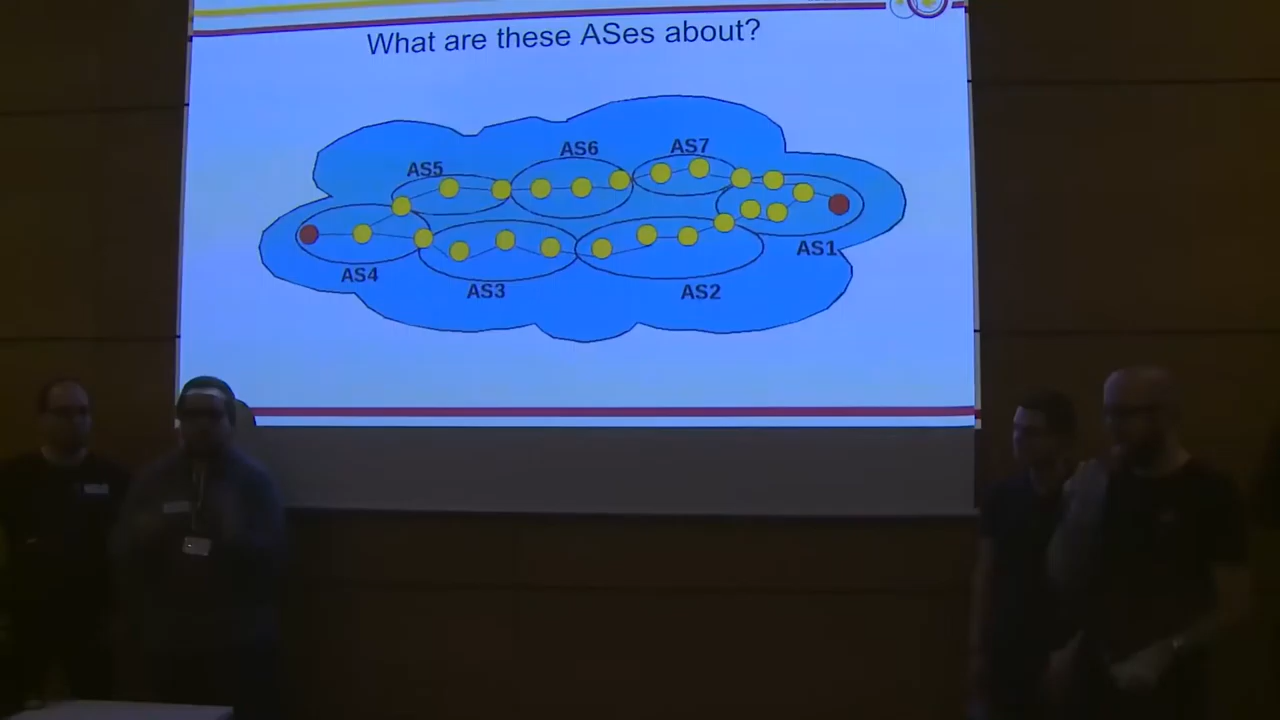 What are these ASes about?
AS5
AS6
AS7
AS4
AS3
AS2
AS1